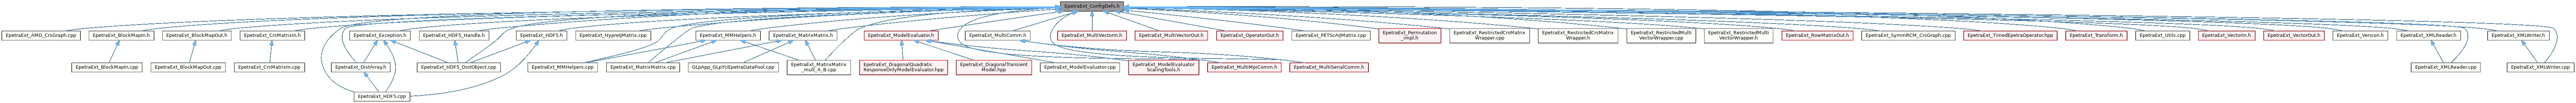 EpetraExt_ConfigDefs.h
EpetraExt_AMD_CrsGraph.cpp
EpetraExt_BlockMapIn.h
EpetraExt_BlockMapOut.h
EpetraExt_CrsMatrixIn.h
EpetraExt_Exception.h
EpetraExt_HDF5_Handle.h
EpetraExt_HDF5.h
EpetraExt_HypreIJMatrix.cpp
EpetraExt_MMHelpers.h
EpetraExt_MatrixMatrix.h
EpetraExt_ModelEvaluator.h
EpetraExt_MultiComm.h
EpetraExt_MultiVectorIn.h
EpetraExt_MultiVectorOut.h
EpetraExt_OperatorOut.h
EpetraExt_PETScAIJMatrix.cpp
EpetraExt_Permutation
_impl.h
EpetraExt_RestrictedCrsMatrix
Wrapper.cpp
EpetraExt_RestrictedCrsMatrix
Wrapper.h
EpetraExt_RestrictedMulti
VectorWrapper.cpp
EpetraExt_RestrictedMulti
VectorWrapper.h
EpetraExt_RowMatrixOut.h
EpetraExt_SymmRCM_CrsGraph.cpp
EpetraExt_TimedEpetraOperator.hpp
EpetraExt_Transform.h
EpetraExt_Utils.cpp
EpetraExt_VectorIn.h
EpetraExt_VectorOut.h
EpetraExt_Version.h
EpetraExt_XMLReader.h
EpetraExt_XMLWriter.h
EpetraExt_BlockMapIn.cpp
EpetraExt_BlockMapOut.cpp
EpetraExt_CrsMatrixIn.cpp
EpetraExt_DistArray.h
EpetraExt_HDF5_DistObject.cpp
EpetraExt_MMHelpers.cpp
EpetraExt_MatrixMatrix.cpp
GLpApp_GLpYUEpetraDataPool.cpp
EpetraExt_MatrixMatrix
_mult_A_B.cpp
EpetraExt_DiagonalQuadratic
ResponseOnlyModelEvaluator.hpp
EpetraExt_DiagonalTransient
Model.hpp
EpetraExt_ModelEvaluator.cpp
EpetraExt_ModelEvaluator
ScalingTools.h
EpetraExt_MultiMpiComm.h
EpetraExt_MultiSerialComm.h
EpetraExt_XMLReader.cpp
EpetraExt_XMLWriter.cpp
EpetraExt_HDF5.cpp